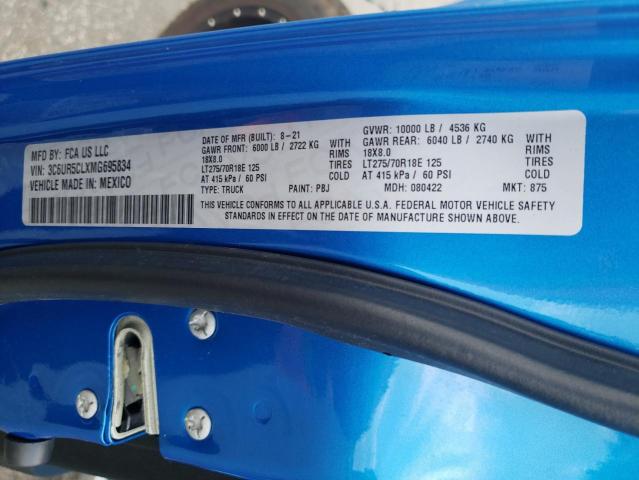 MFD BY: FCA US LLC
VIN: 3C6UR5CLXMG695834
VEHICLE MADE IN: MEXICO
DATE OF MFR (BUILT): 8-21
GAWR FRONT: 6000 LB / 2722 KG WITH
18X8.0 RIMS
LT275/70R18E 125 TIRES
AT 415 kPa / 60 PSI COLD
TYPE: TRUCK PAINT: PBJ
GVWR: 10000 LB / 4536 KG
GAWR REAR: 6040 LB / 2740 KG WITH
18X8.0 RIMS
LT275/70R18E 125 TIRES
AT 415 kPa / 60 PSI COLD
MDH: 080422 MKT: 875
THIS VEHICLE CONFORMS TO ALL APPLICABLE U.S.A. FEDERAL MOTOR VEHICLE SAFETY
STANDARDS IN EFFECT ON THE DATE OF MANUFACTURE SHOWN ABOVE.